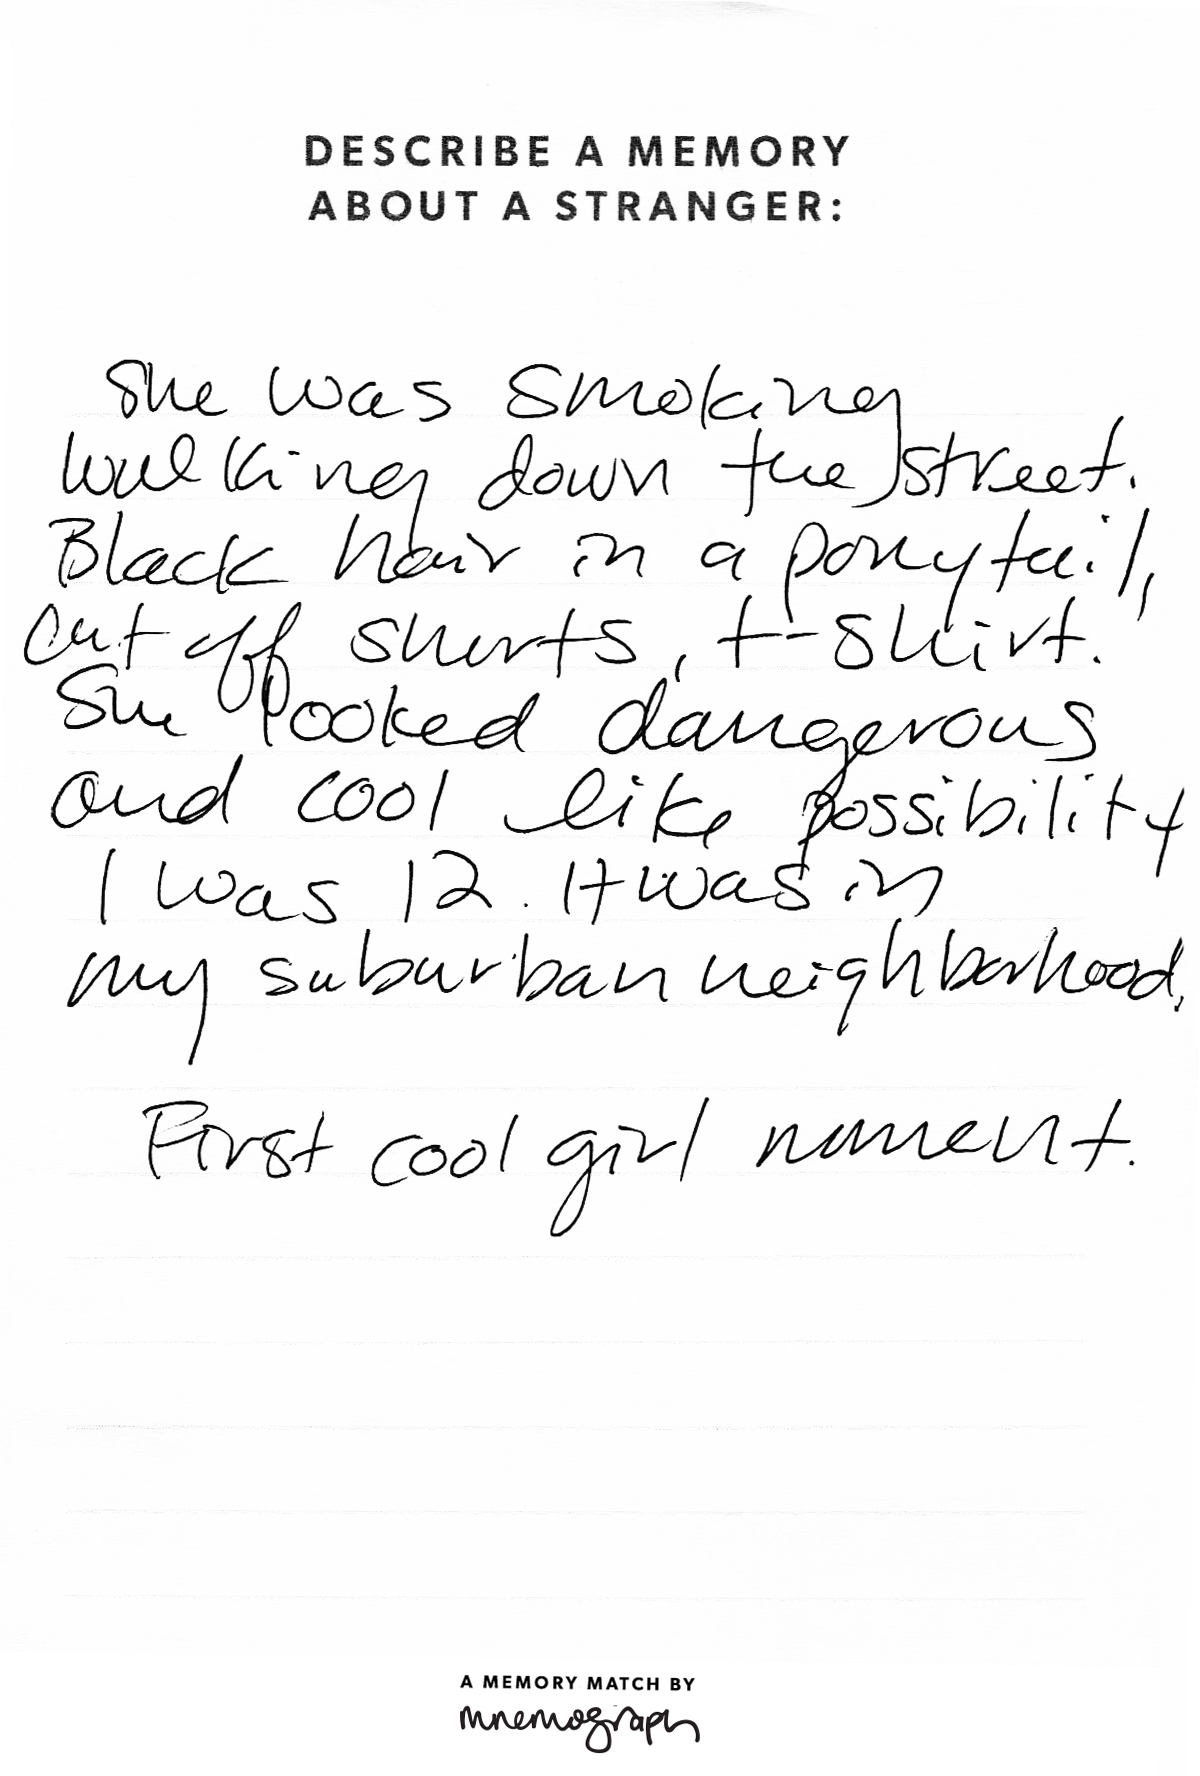 DESCRIBE A MEMORY
ABOUT A STRANGER:
She was smoking
walking down the street.
Black hair in a ponytail,
cut off shorts, t-shirt.
She looked dangerous
and cool like possibility
I was 12. It was in
my suburban neighborhood.
First cool girl moment.
A MEMORY MATCH BY
mnemograph